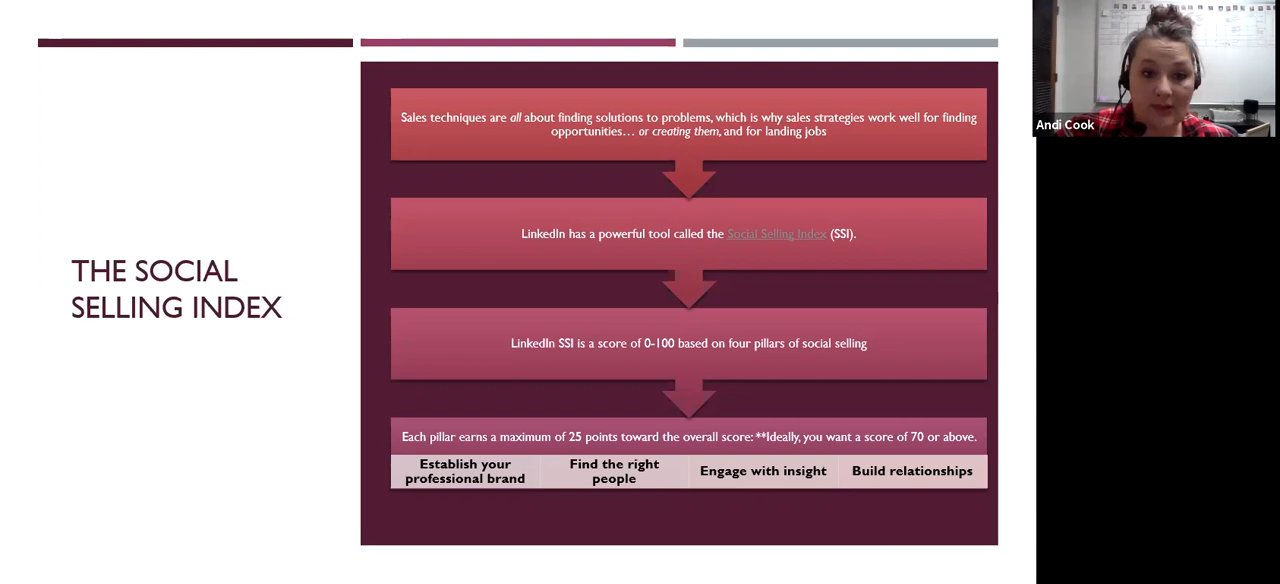 THE SOCIAL
SELLING INDEX
Sales techniques are all about finding solutions to problems, which is why sales strategies work well for finding
opportunities… or creating them, and for landing jobs
LinkedIn has a powerful tool called the Social Selling Index (SSI).
LinkedIn SSI is a score of 0-100 based on four pillars of social selling
Each pillar earns a maximum of 25 points toward the overall score: **Ideally, you want a score of 70 or above.
Establish your
professional brand
Find the right
people
Engage with insight
Build relationships
Andi Cook